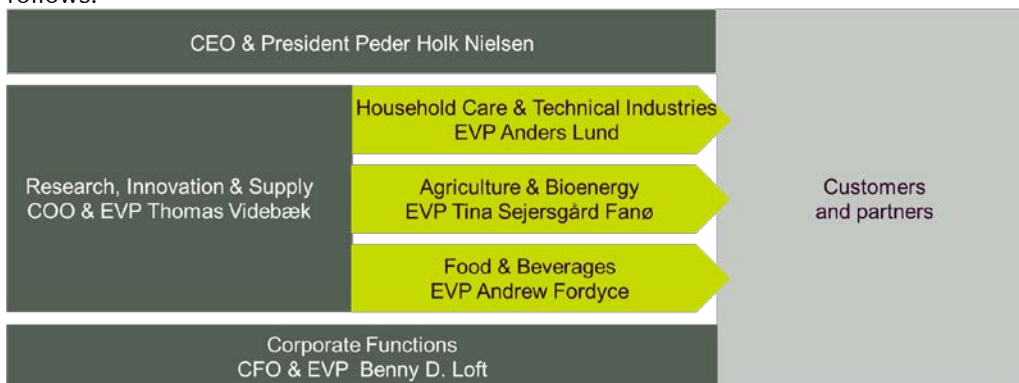 follows:
CEO & President Peder Holk Nielsen
Household Care & Technical Industries
EVP Anders Lund
Research, Innovation & Supply
COO & EVP Thomas Videbæk
Agriculture & Bioenergy
EVP Tina Sejersgård Fanø
Food & Beverages
EVP Andrew Fordyce
Customers
and partners
Corporate Functions
CFO & EVP Benny D. Loft